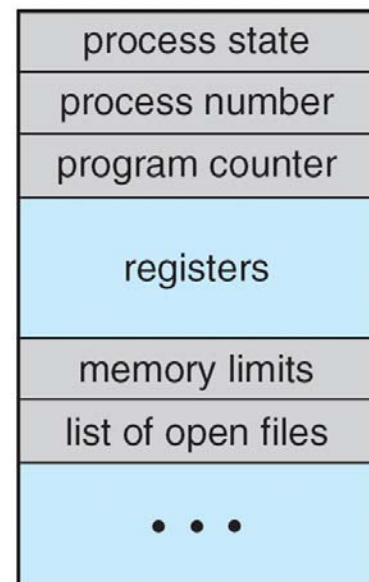 process state
process number
program counter
registers
memory limits
list of open files
• • •